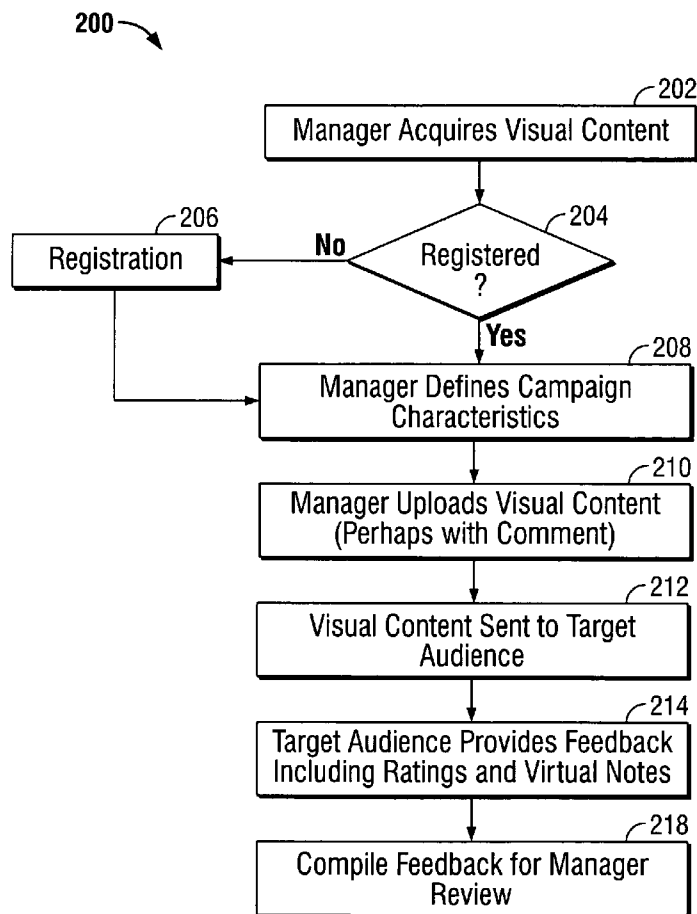 200
202
Manager Acquires Visual Content
204
Registered
?
No
206
Registration
Yes
208
Manager Defines Campaign
Characteristics
210
Manager Uploads Visual Content
(Perhaps with Comment)
212
Visual Content Sent to Target
Audience
214
Target Audience Provides Feedback
Including Ratings and Virtual Notes
218
Compile Feedback for Manager
Review